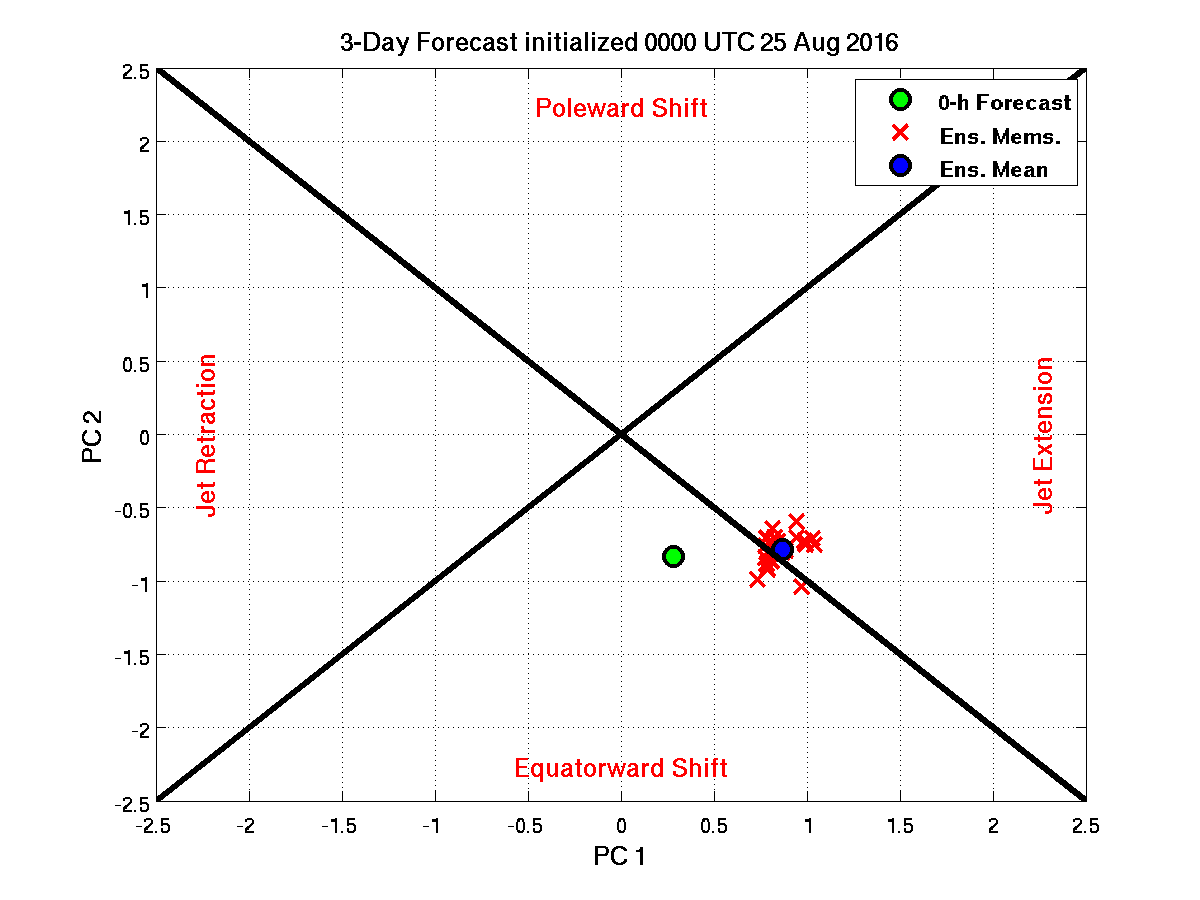 3-Day Forecast initialized 0000 UTC 25 Aug 2016
2.5
Poleward Shift
0-h Forecast
Ens. Mems.
Ens. Mean
2
1.5
1
0.5
0
-0.5
-1
-1.5
-2
-2.5
PC 2
Jet Retraction
Jet Extension
Equatorward Shift
-2.5 -2 -1.5 -1 -0.5 0 0.5 1 1.5 2 2.5
PC 1